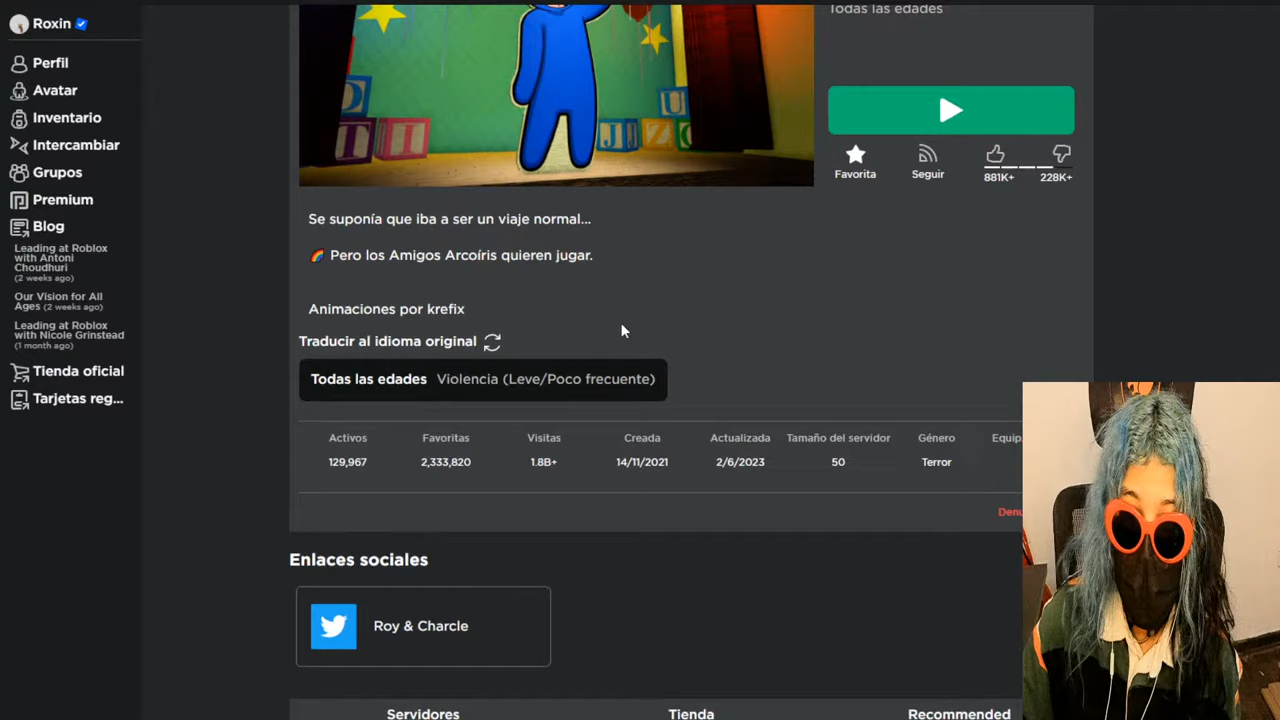 Roxin
Perfil
Avatar
Inventario
Intercambiar
Grupos
Premium
Blog
Leading at Roblox
with Antoni
Choudhuri
(2 weeks ago)
Our Vision for All
Ages (2 weeks ago)
Leading at Roblox
with Nicole Grinstead
(1 month ago)
Tienda oficial
Tarjetas reg...
Todas las edades
Favorita
Seguir
881K+
228K+
Se suponía que iba a ser un viaje normal...
🌈 Pero los Amigos Arcoíris quieren jugar.
Animaciones por krefix
Traducir al idioma original
Todas las edades Violencia (Leve/Poco frecuente)
Activos Favoritas Visitas Creada Actualizada Tamaño del servidor Género Equip.
129,967 2,333,820 1.8B+ 14/11/2021 2/6/2023 50 Terror
Denu
Enlaces sociales
Roy & Charcle
Servidores Tienda Recommended